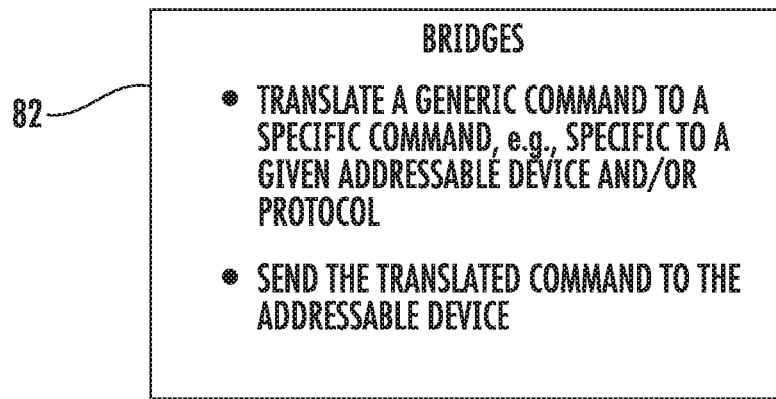 BRIDGES
82
• TRANSLATE A GENERIC COMMAND TO A
SPECIFIC COMMAND, e.g., SPECIFIC TO A
GIVEN ADDRESSABLE DEVICE AND/OR
PROTOCOL
• SEND THE TRANSLATED COMMAND TO THE
ADDRESSABLE DEVICE